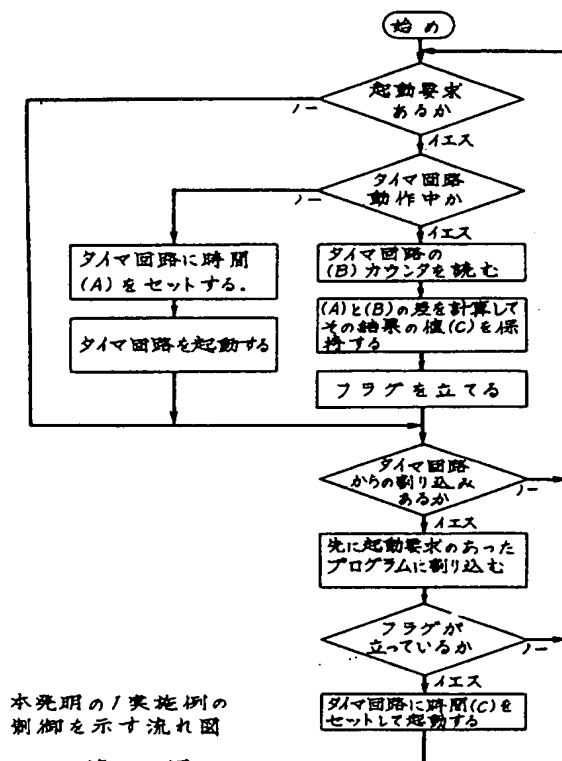 始め
起動要求
あるか
ノー
イエス
タイマ回路
動作中か
ノー
イエス
タイマ回路に時間
(A)をセットする.
タイマ回路を起動する
タイマ回路の
(B)カウンタを読む
(A)と(B)の差を計算して
その結果の値(C)を保
持する
フラグを立てる
タイマ回路
からの割り込み
あるか
ノー
イエス
先に起動要求のあった
プログラムに割り込む
フラグが
立っているか
ノー
イエス
タイマ回路に時間(C)を
セットして起動する
本発明の1実施例の
制御を示す流れ図